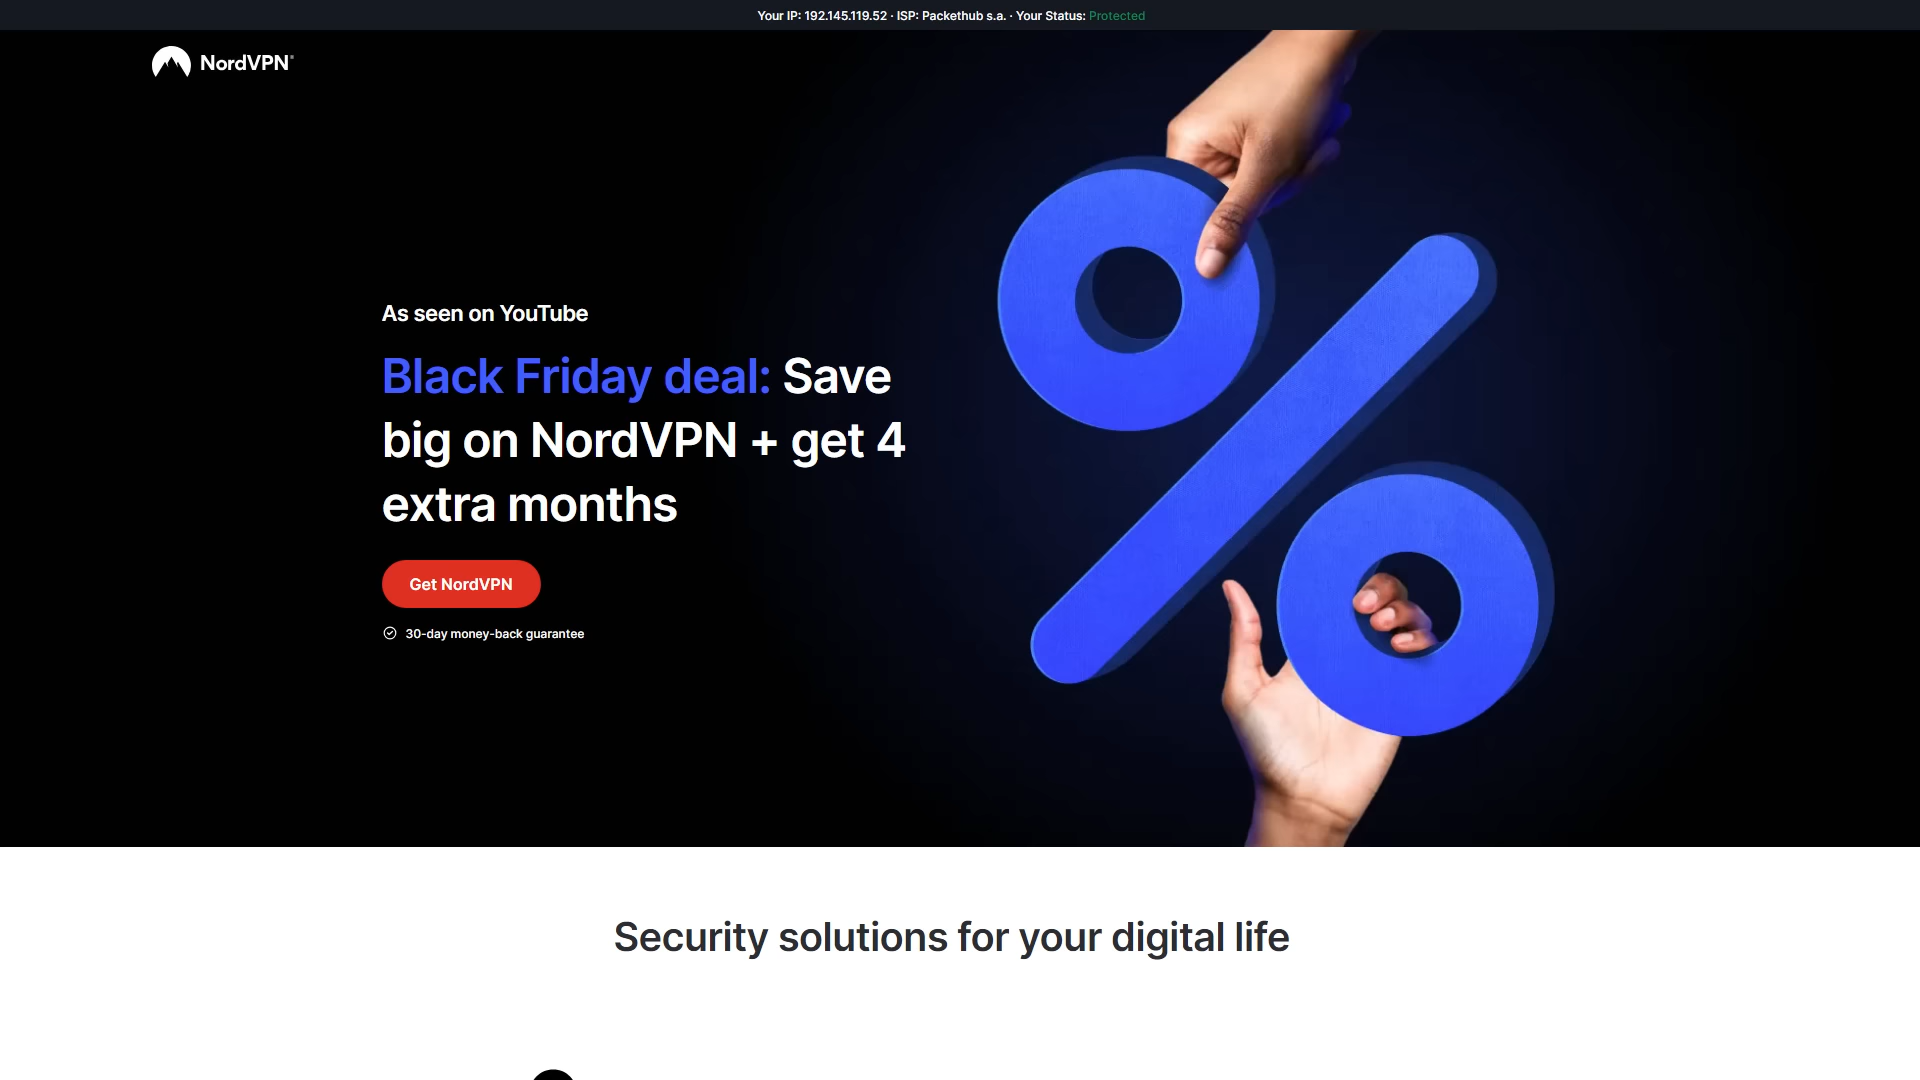 Your IP: 192.145.119.52 · ISP: Packethub s.a. · Your Status: Protected
NordVPN®
As seen on YouTube
Black Friday deal: Save
big on NordVPN + get 4
extra months
Get NordVPN
30-day money-back guarantee
Security solutions for your digital life